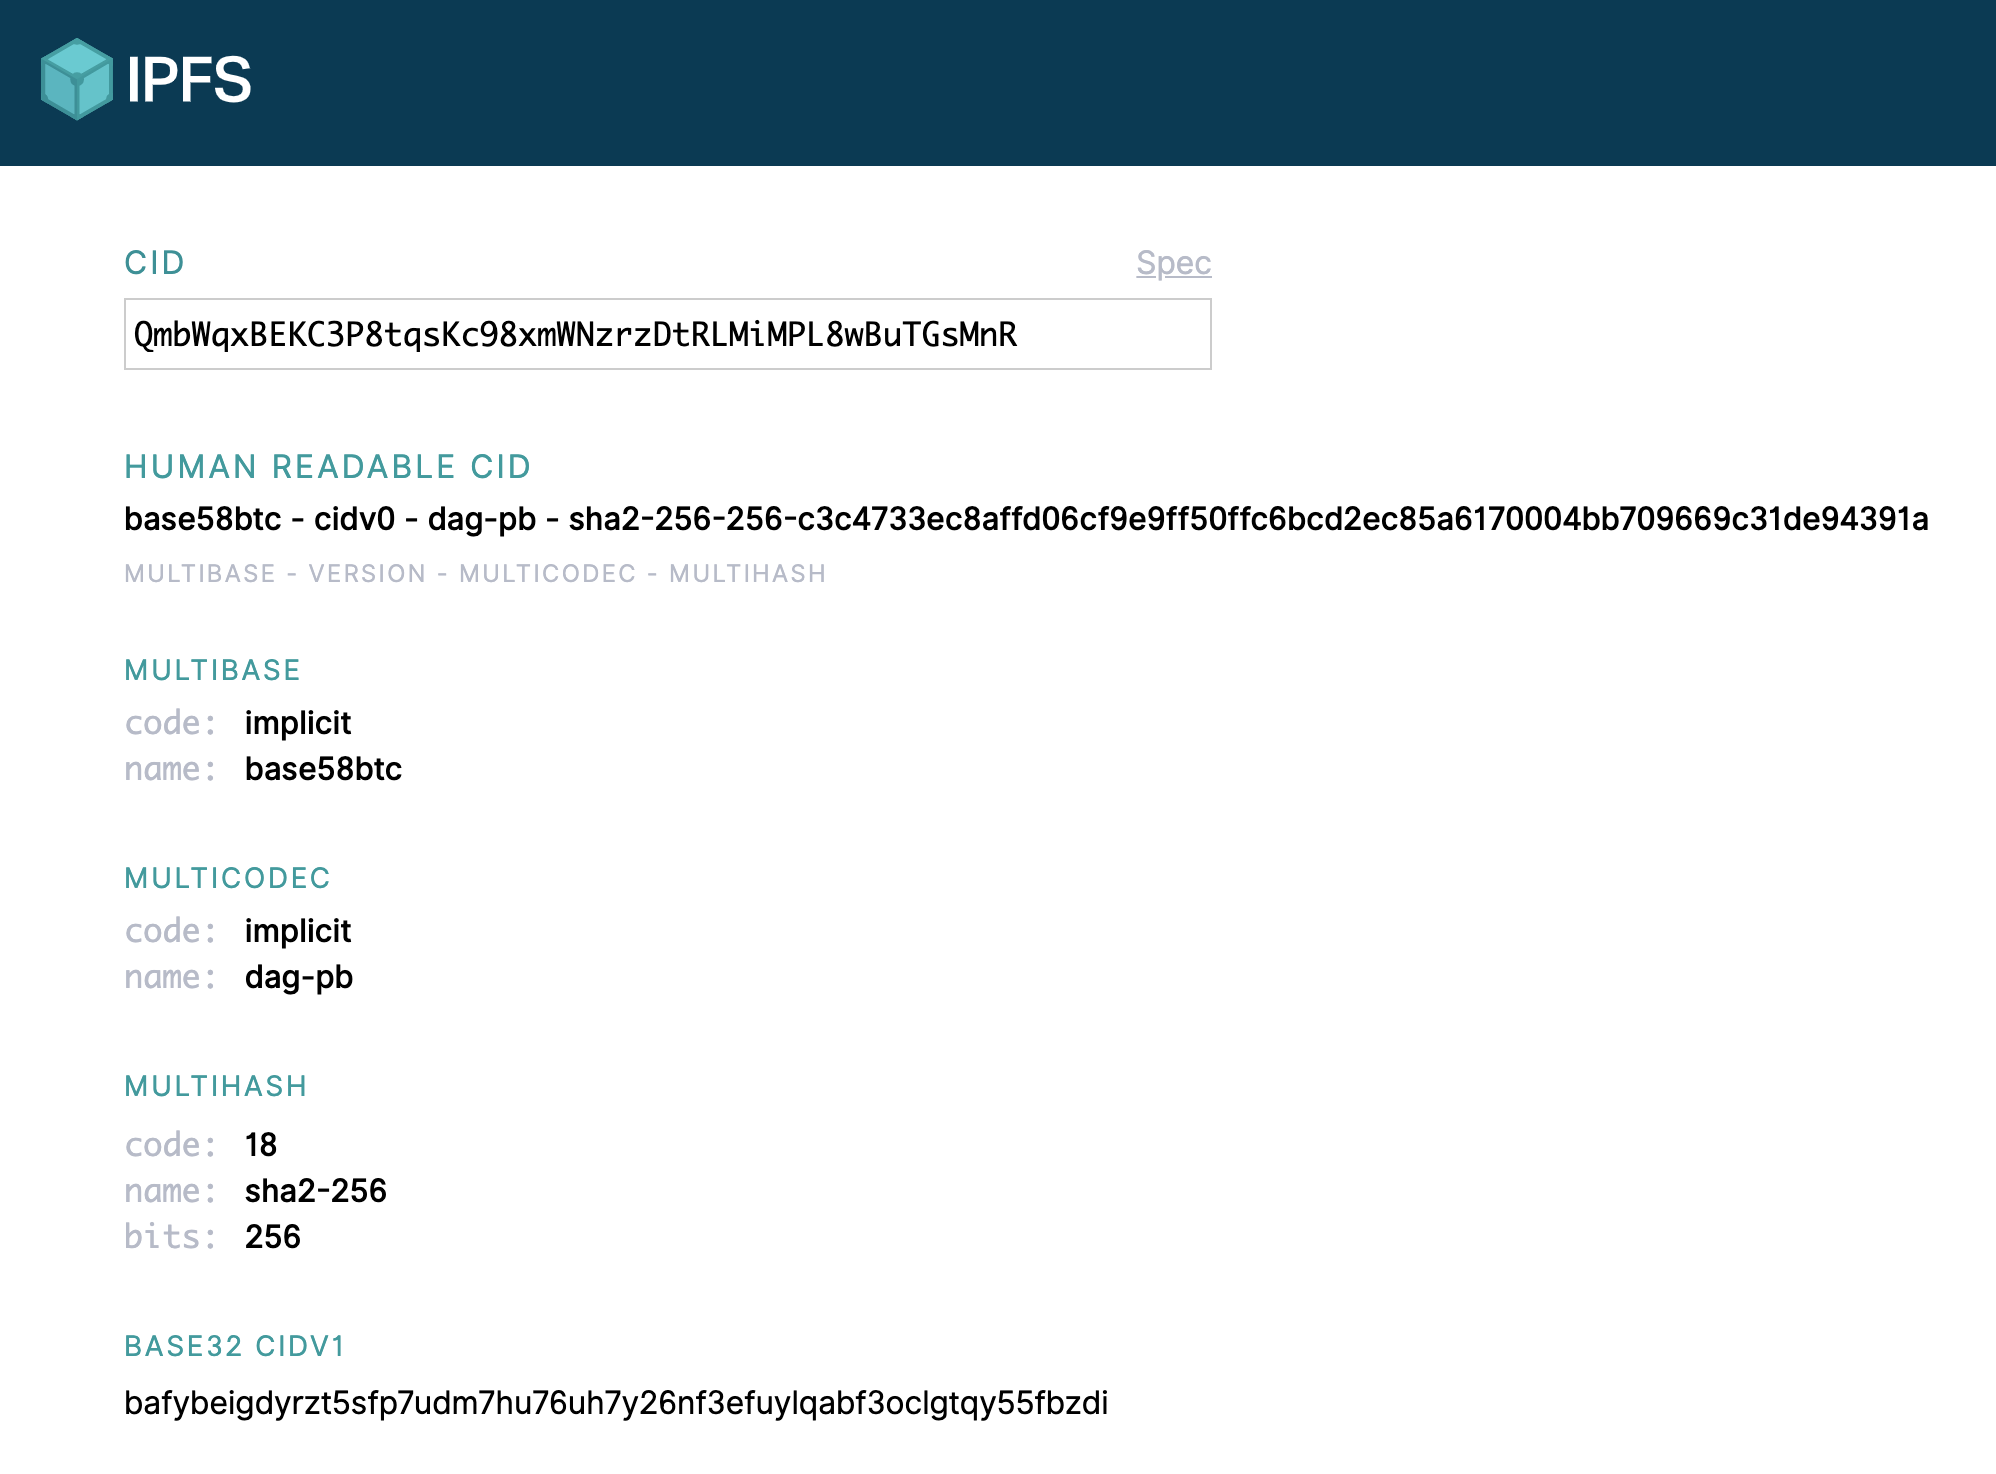 IPFS
CID Spec
QmbWqxBEKC3P8tqsKc98xmWNzrzDtRLMiMPL8wBuTGsMnR
HUMAN READABLE CID
base58btc - cidv0 - dag-pb - sha2-256-256-c3c4733ec8affd06cf9e9ff50ffc6bcd2ec85a6170004bb709669c31de94391a
MULTIBASE - VERSION - MULTICODEC - MULTIHASH
MULTIBASE
code: implicit
name: base58btc
MULTICODEC
code: implicit
name: dag-pb
MULTIHASH
code: 18
name: sha2-256
bits: 256
BASE32 CIDV1
bafybeigdyrzt5sfp7udm7hu76uh7y26nf3efuylqabf3oclgtqy55fbzdi